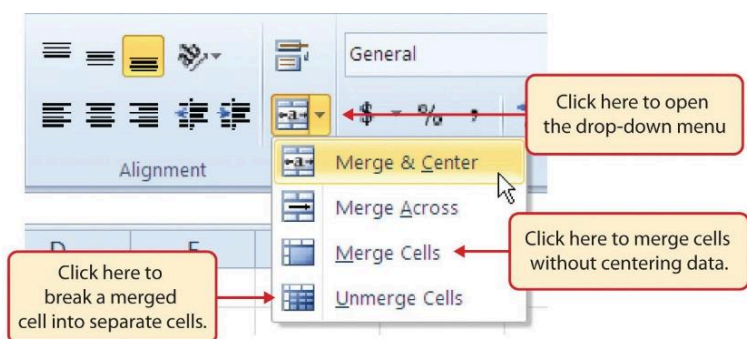 General
$ % ,
Click here to open
the drop-down menu
Alignment
Merge & Center
Merge Across
Merge Cells
Unmerge Cells
Click here to merge cells
without centering data.
Click here to
break a merged
cell into separate cells.